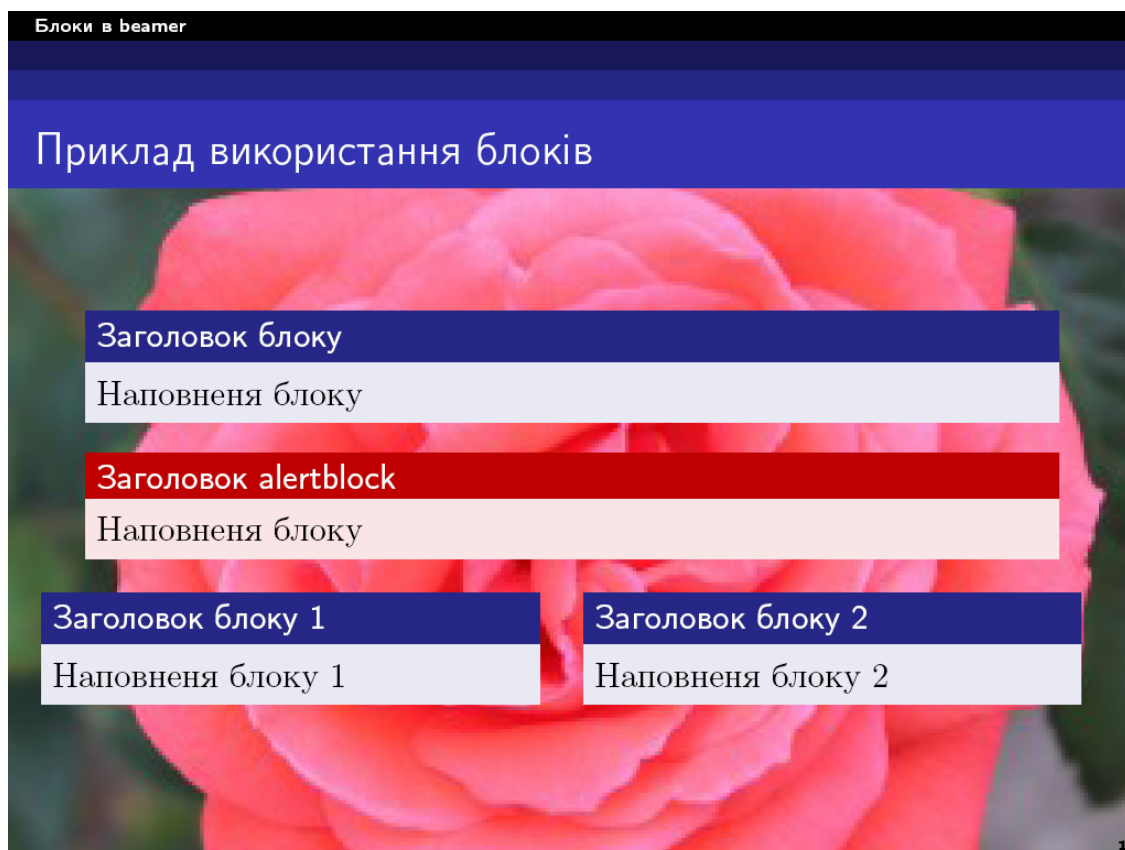 Блоки в beamer
Приклад використання блоків
Заголовок блоку
Наповненя блоку
Заголовок alertblock
Наповненя блоку
Заголовок блоку 1
Наповненя блоку 1
Заголовок блоку 2
Наповненя блоку 2